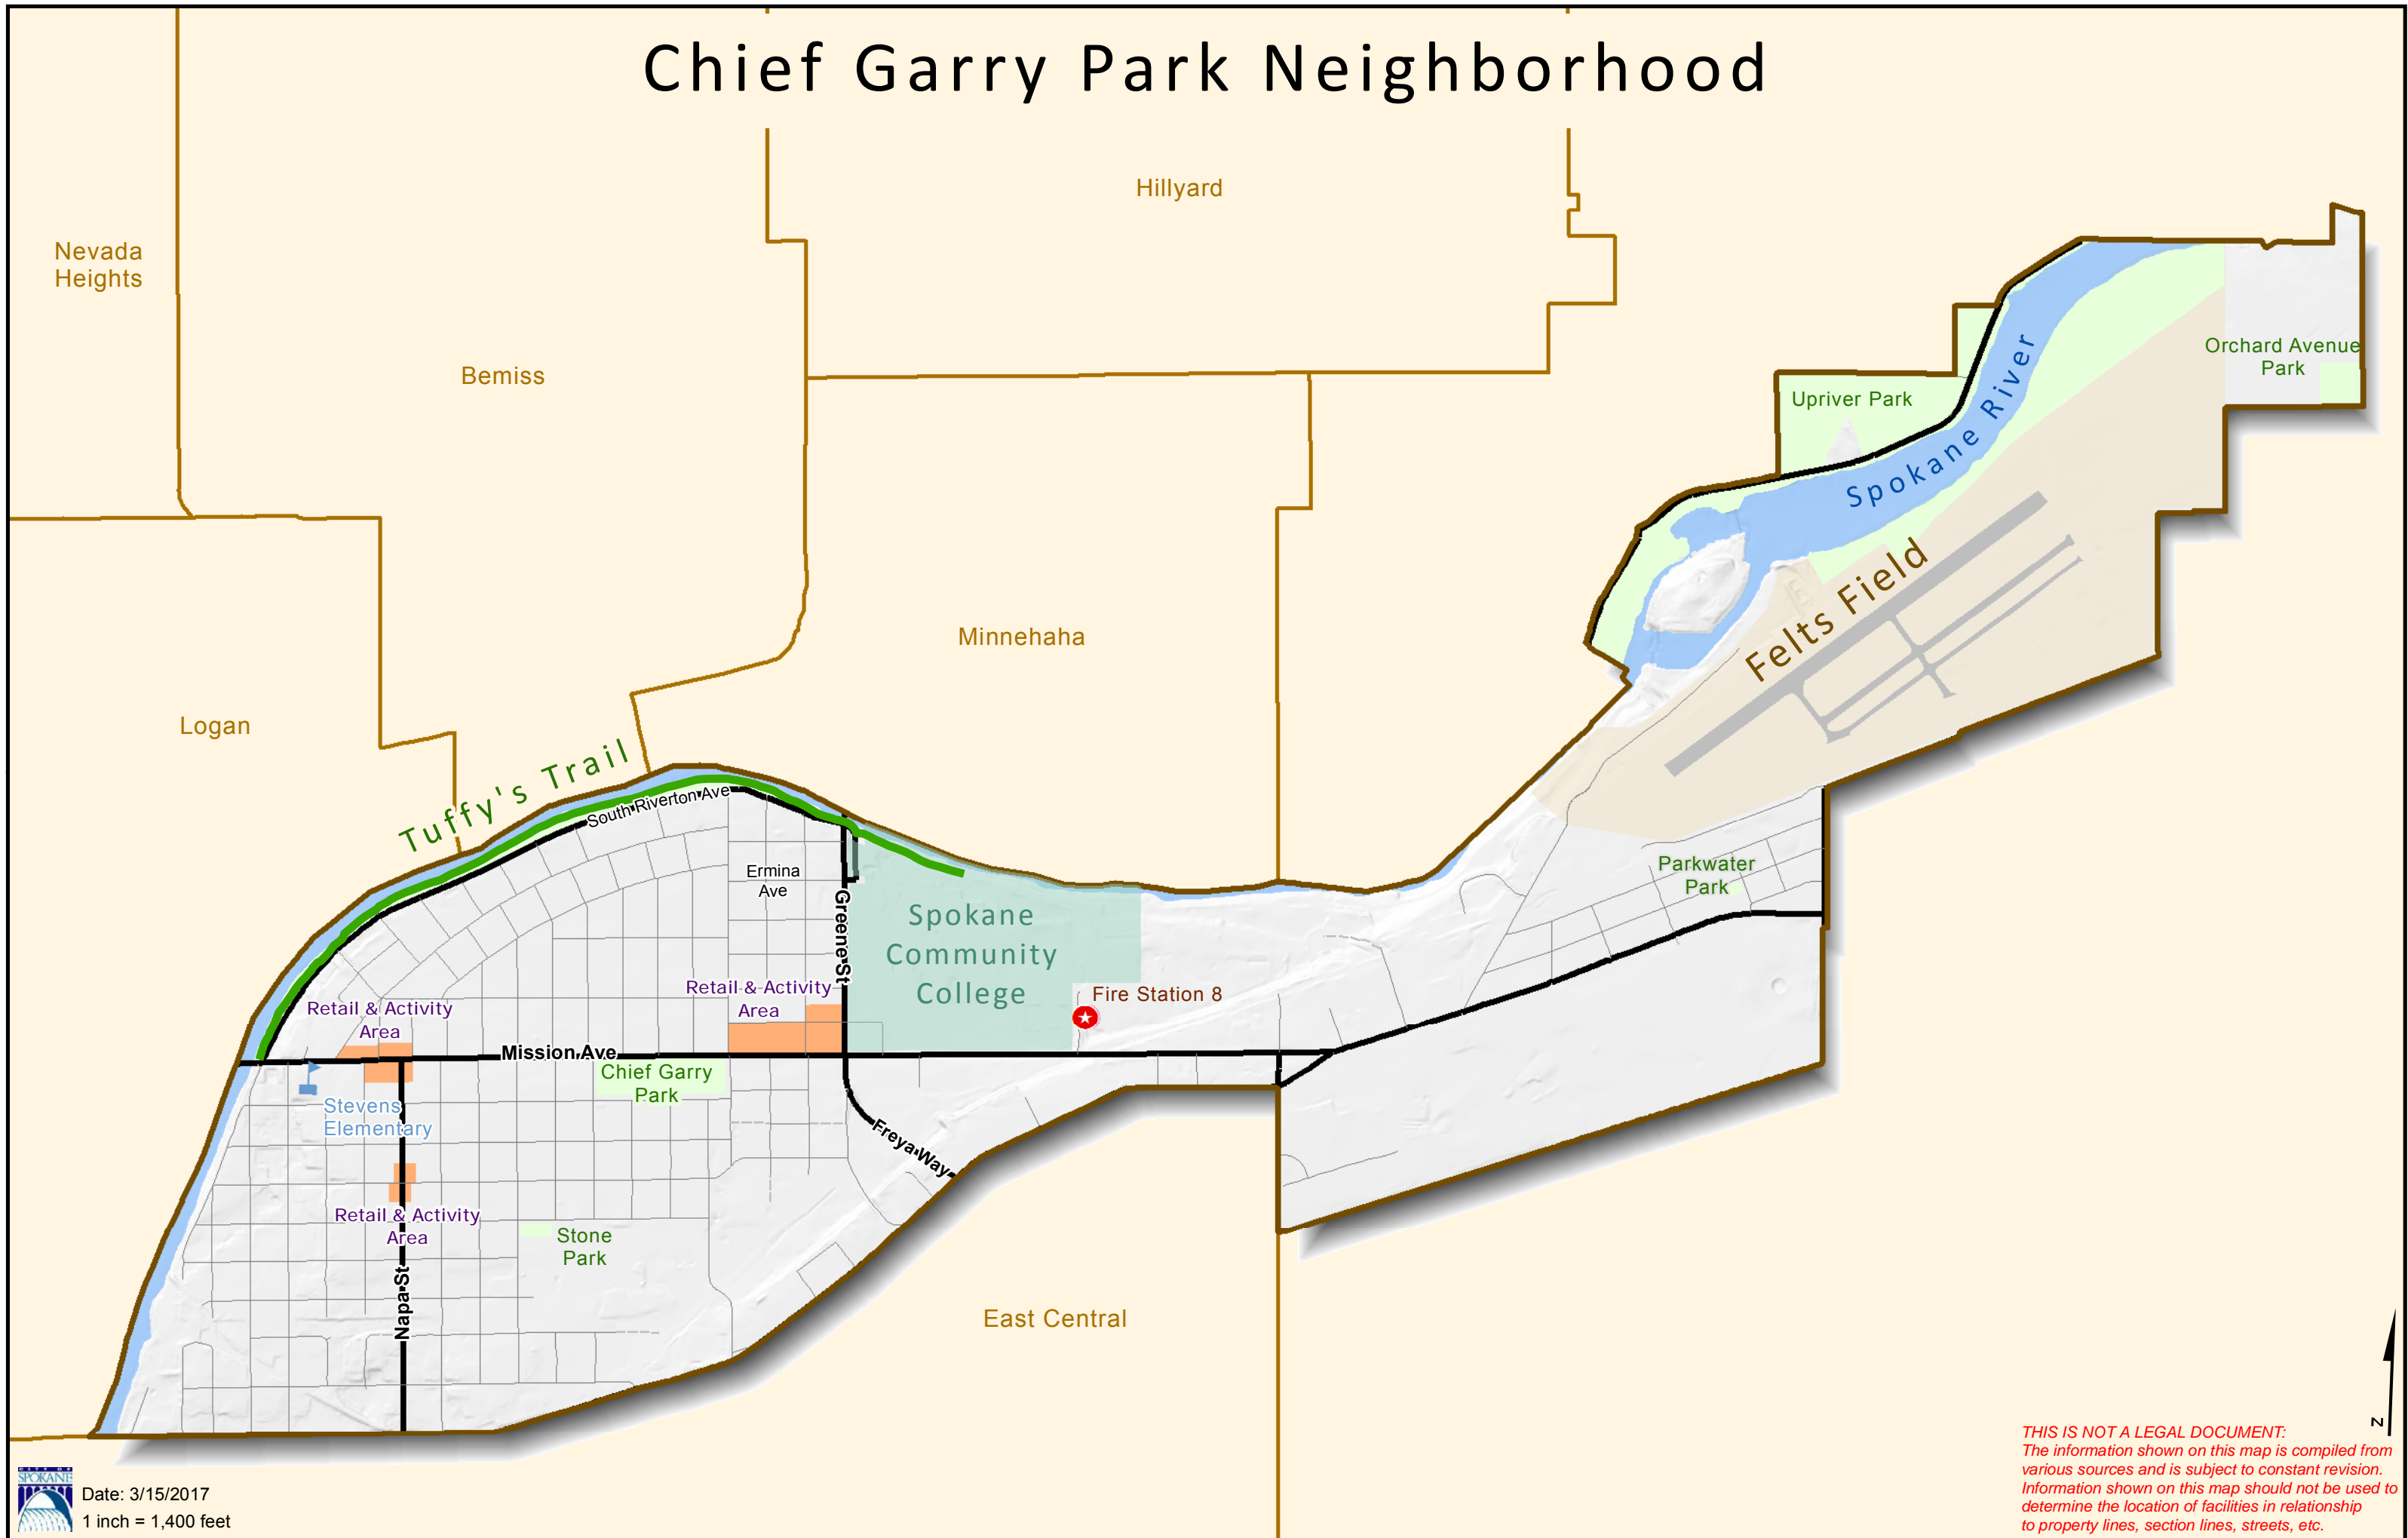 Chief Garry Park Neighborhood
Hillyard
Nevada
Heights
Bemiss
Orchard Avenue
Park
Upriver Park
Spokane River
Felts Field
Minnehaha
Logan
Tuffy's Trail
South Riverton Ave
Ermina
Ave
Greene St
Parkwater
Park
Spokane
Community
College
Retail & Activity
Area
Fire Station 8
Retail & Activity
Area
Mission Ave
Chief Garry
Park
Stevens
Elementary
Freya Way
Retail & Activity
Area
Stone
Park
Napa St
East Central
N
SPOKANE
Date: 3/15/2017
1 inch = 1,400 feet
THIS IS NOT A LEGAL DOCUMENT:
The information shown on this map is compiled from
various sources and is subject to constant revision.
Information shown on this map should not be used to
determine the location of facilities in relationship
to property lines, section lines, streets, etc.